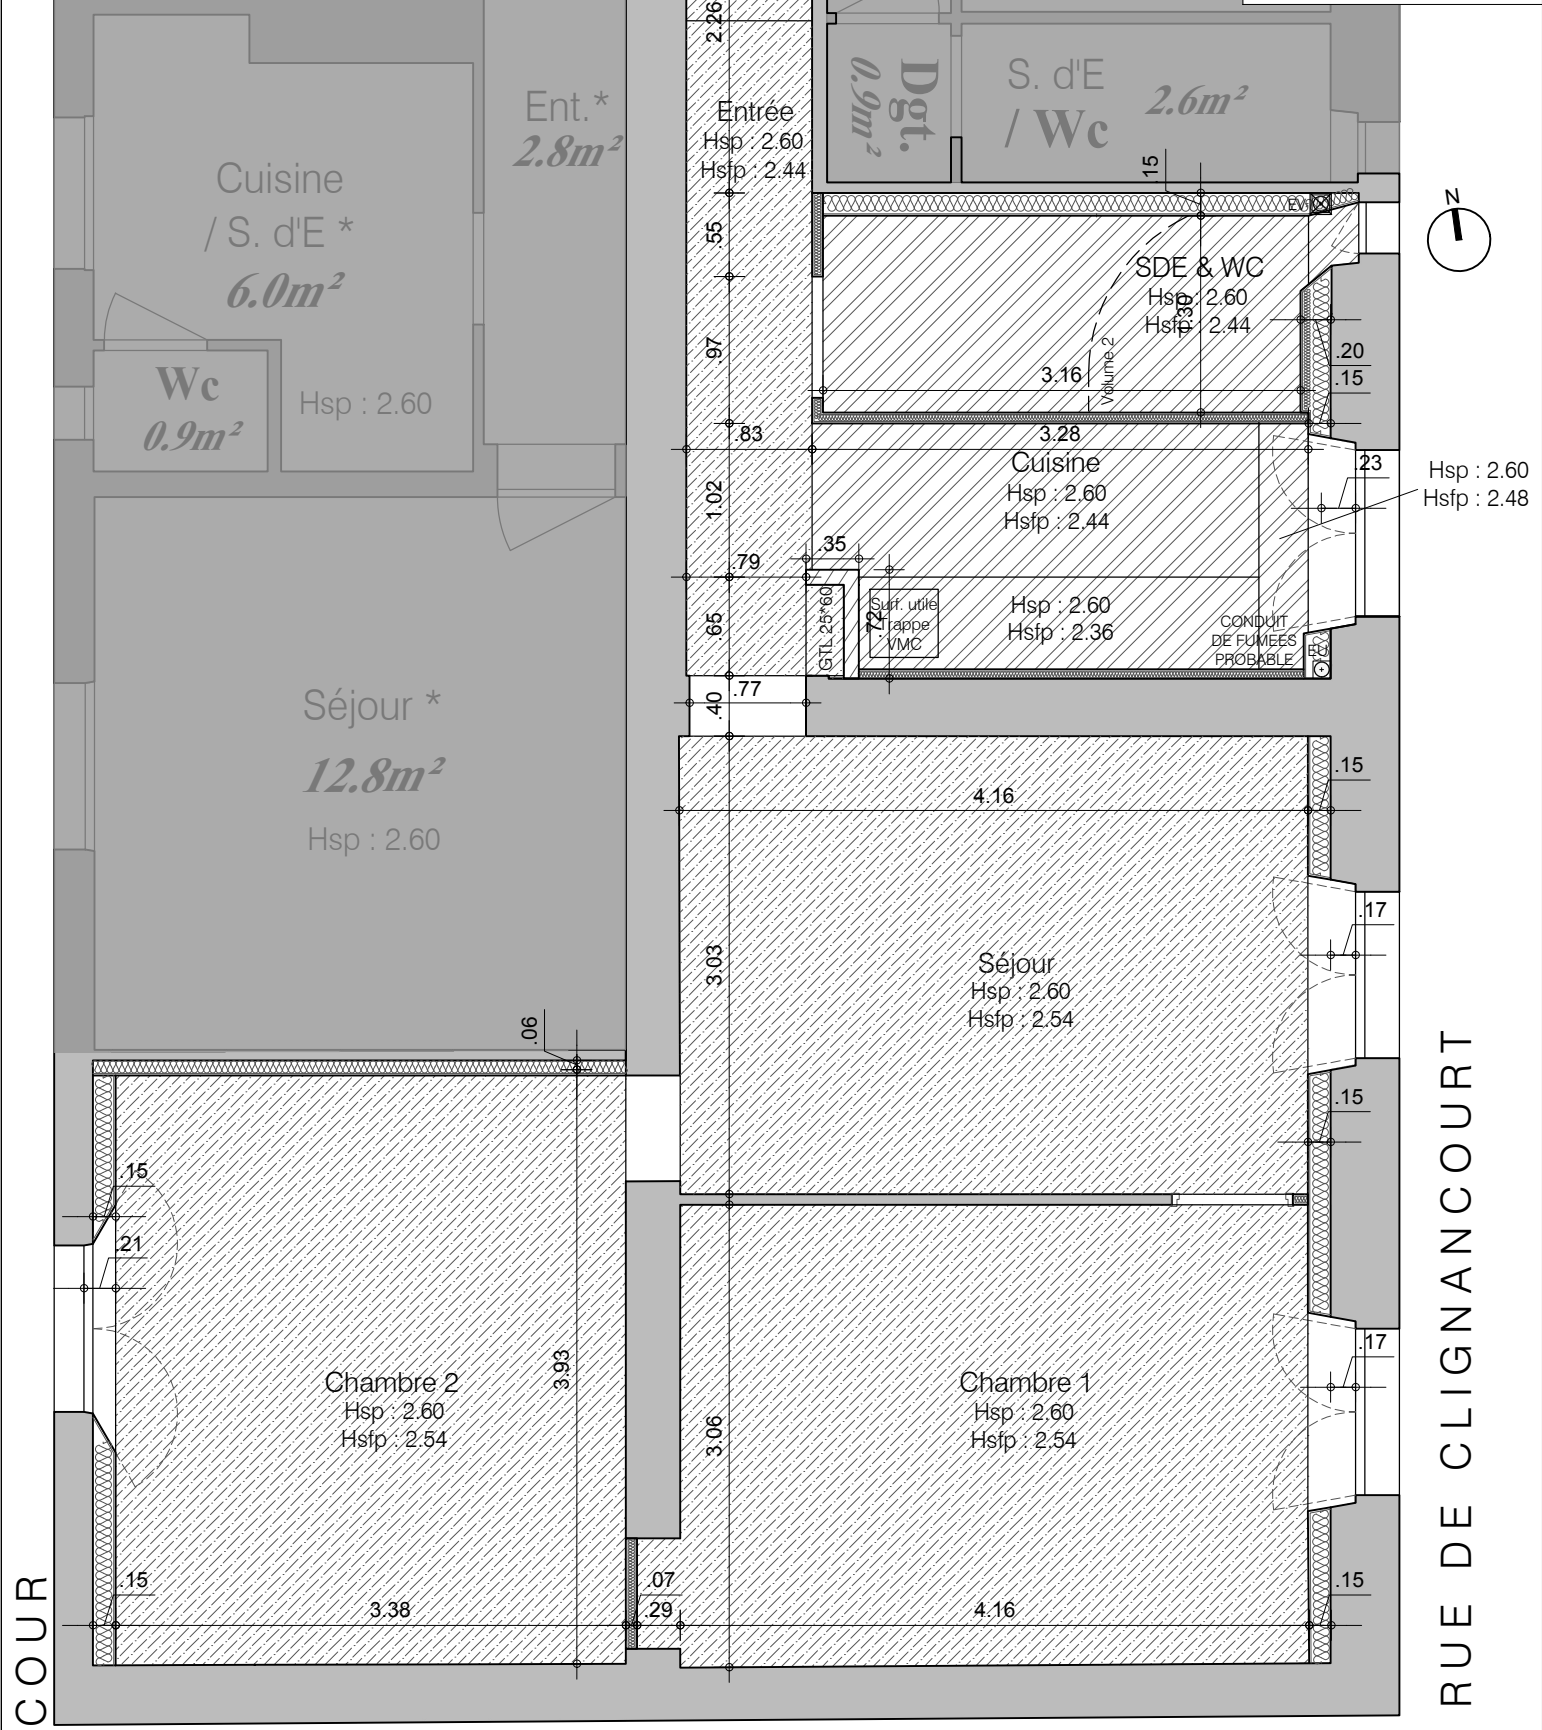 2.26
Ent.*
2.8m²
Entrée
Hsp : 2.60
Hsfp : 2.44
Dgt.
0.9m²
S. d'E
/ Wc
2.6m²
Cuisine
/ S. d'E *
6.0m²
.15
EV
N
.55
SDE & WC
Hsp : 2.60
Hsfp : 2.44
1.30
.97
Volume 2
3.16
.20
.15
Wc
0.9m²
Hsp : 2.60
.83
3.28
Cuisine
Hsp : 2.60
Hsfp : 2.44
.23
Hsp : 2.60
Hsfp : 2.48
1.02
.35
.79
.65
GTL 25*60
.72
Surf. utile
Trappe
VMC
Hsp : 2.60
Hsfp : 2.36
CONDUIT
DE FUMEES
PROBABLE
EU
.40
.77
Séjour *
12.8m²
Hsp : 2.60
.15
4.16
.17
3.03
Séjour
Hsp : 2.60
Hsfp : 2.54
.06
.15
.15
.21
Chambre 2
Hsp : 2.60
Hsfp : 2.54
3.93
.17
Chambre 1
Hsp : 2.60
Hsfp : 2.54
3.06
.15
3.38
.07
.29
4.16
.15
COUR
RUE DE CLIGNANCOURT